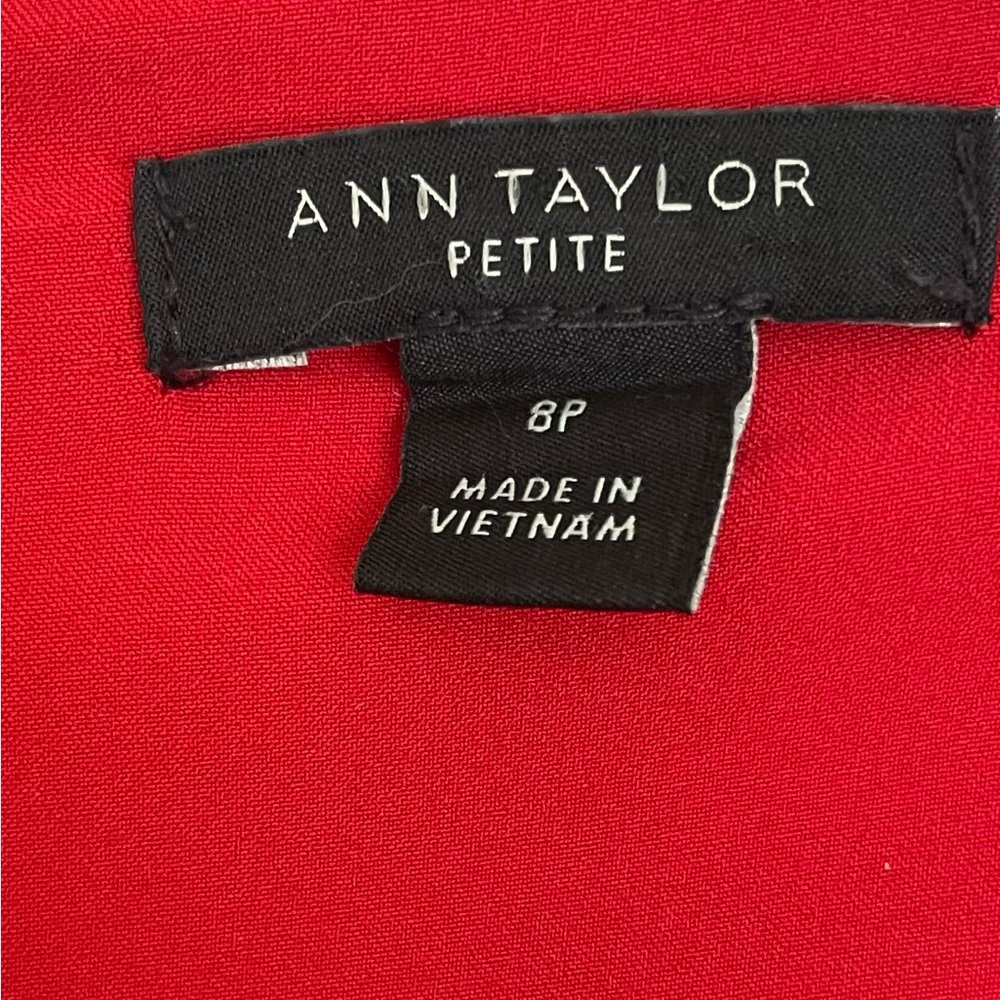 ANN TAYLOR
PETITE
8P
MADE IN
VIETNAM